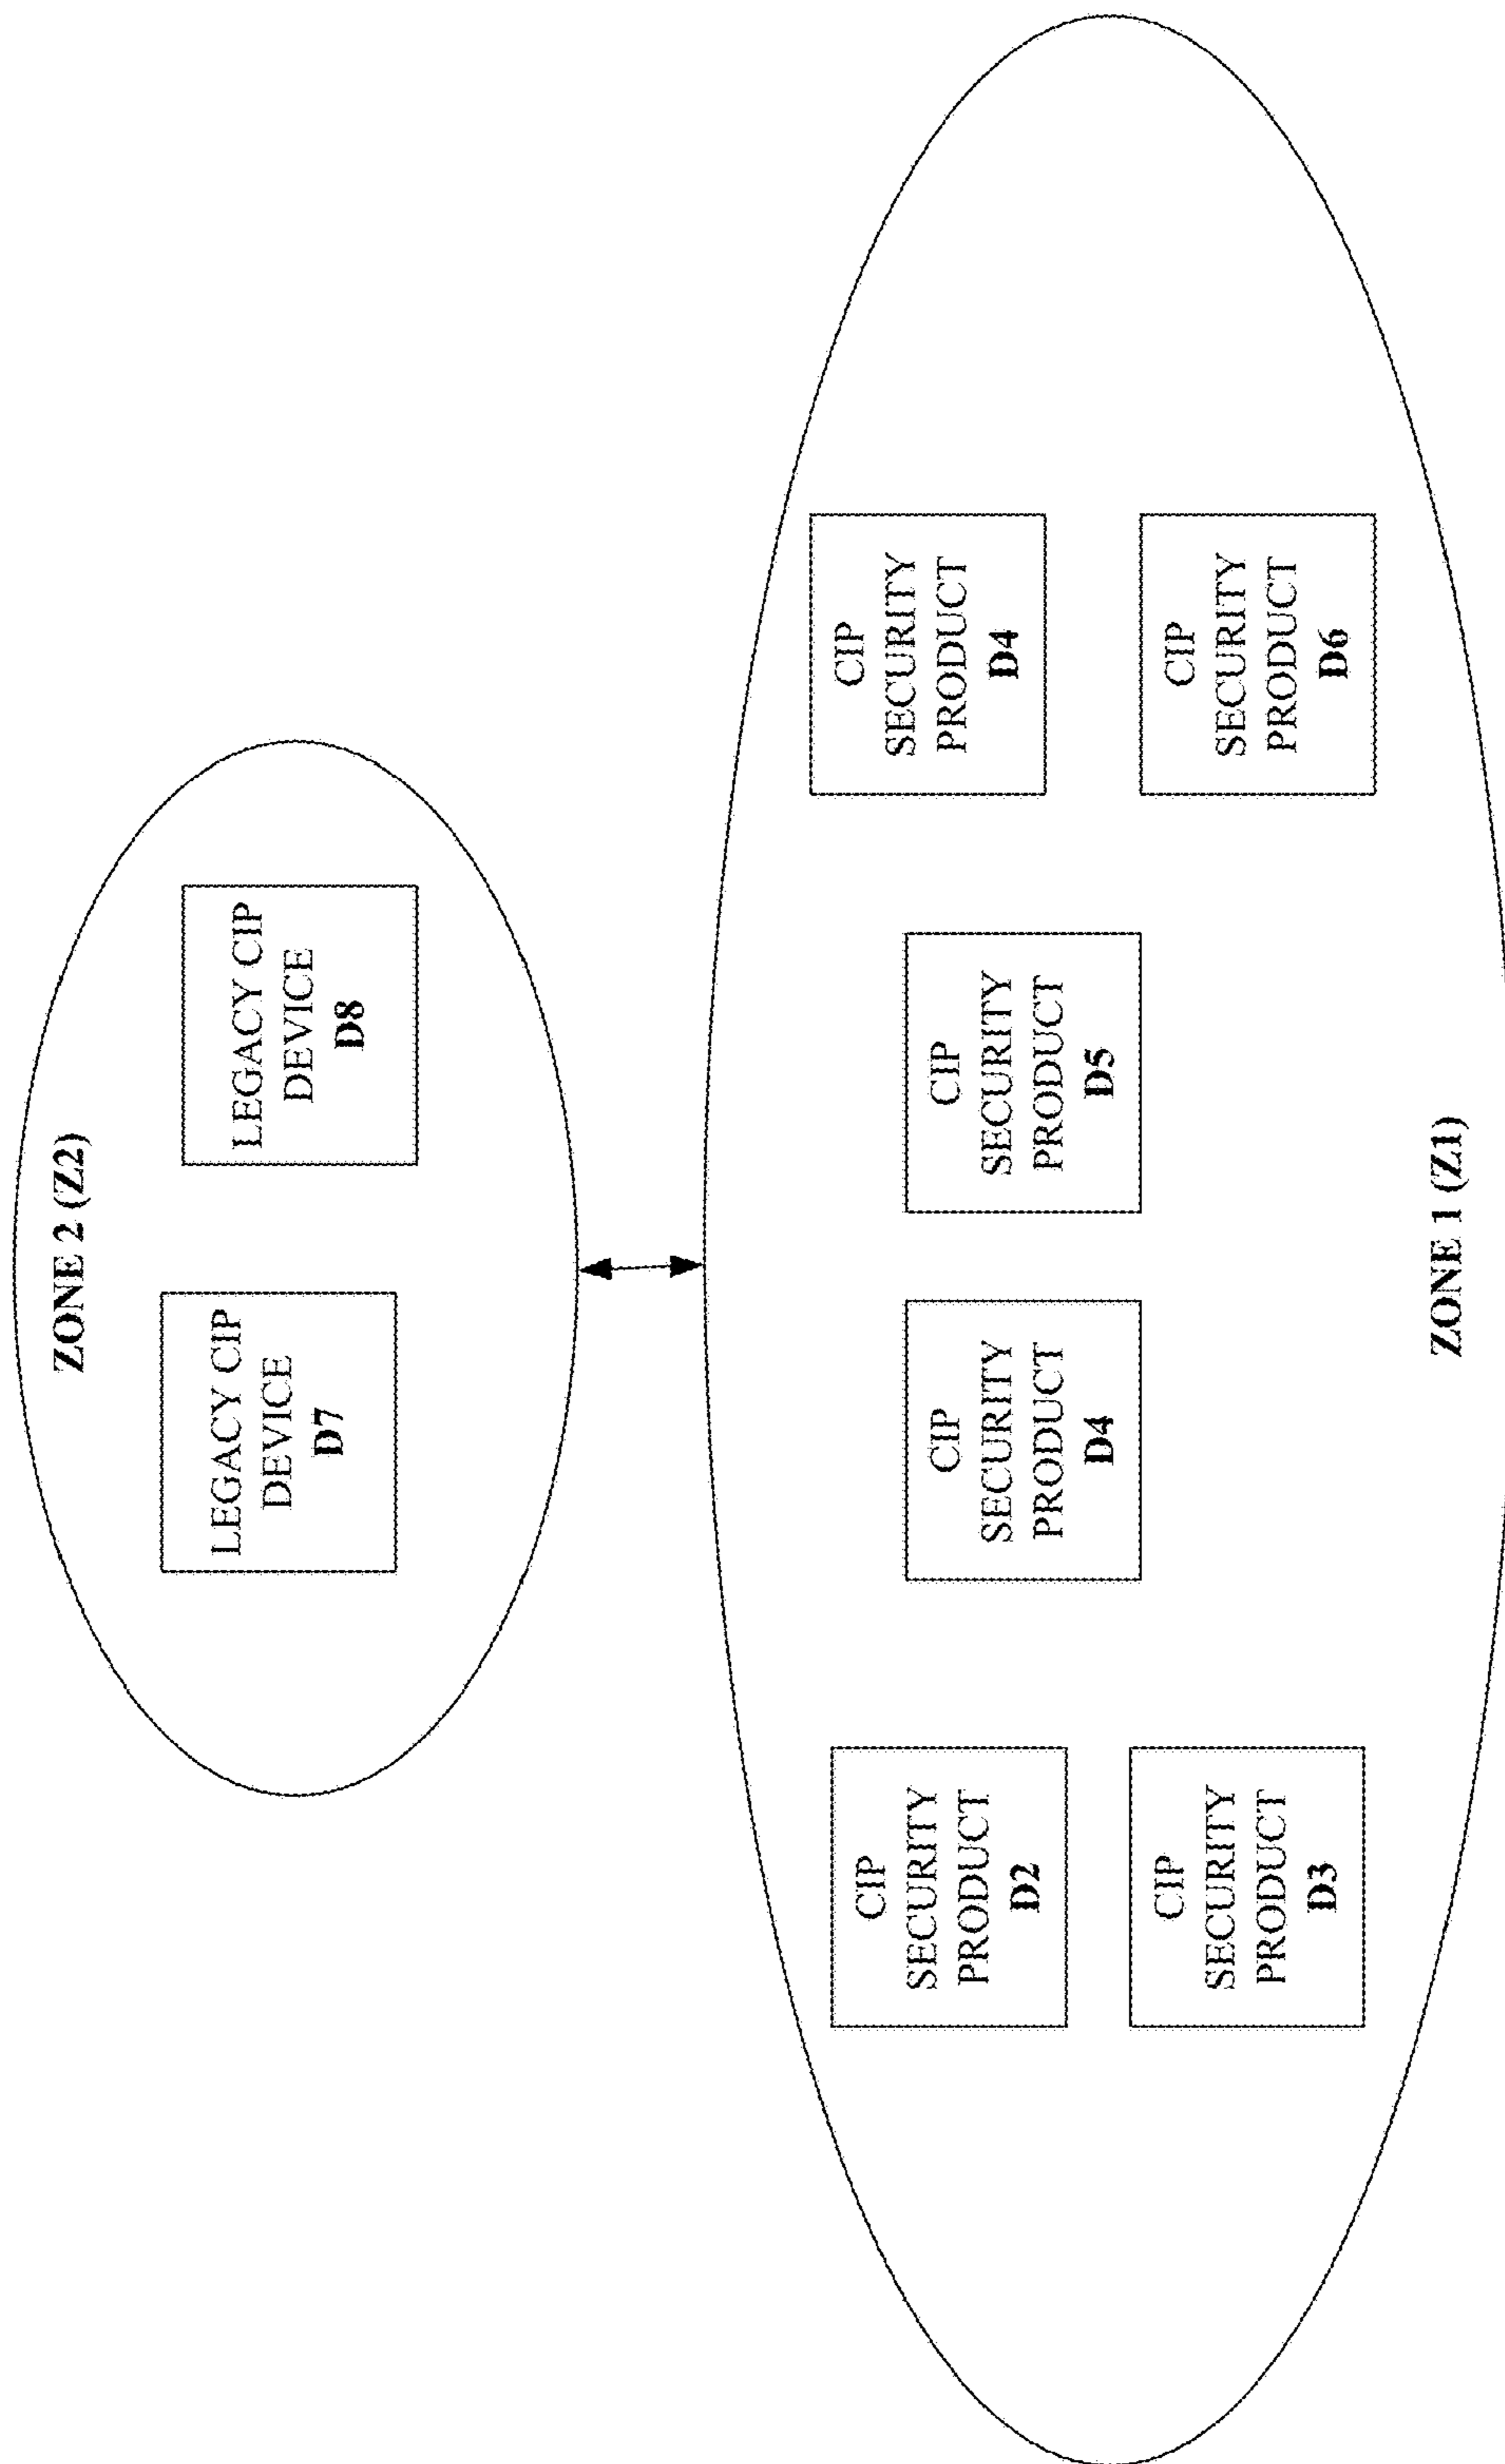 ZONE 2 (Z2)
LEGACY CIP
DEVICE
D7
LEGACY CIP
DEVICE
D8
CIP
SECURITY
PRODUCT
D2
CIP
SECURITY
PRODUCT
D3
CIP
SECURITY
PRODUCT
D4
CIP
SECURITY
PRODUCT
D5
CIP
SECURITY
PRODUCT
D4
CIP
SECURITY
PRODUCT
D6
ZONE 1 (Z1)